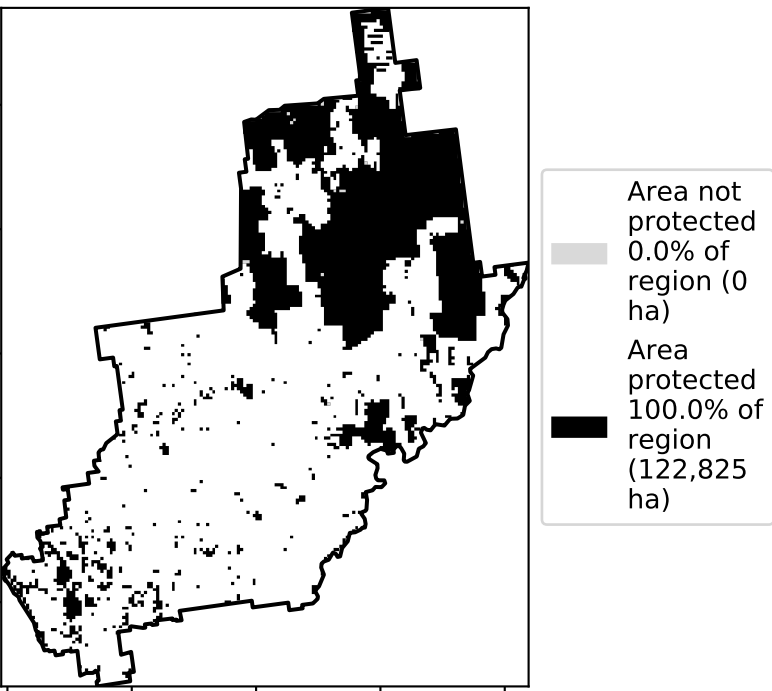 Area not
protected
0.0% of
region (0
ha)
Area
protected
100.0% of
region
(122,825
ha)